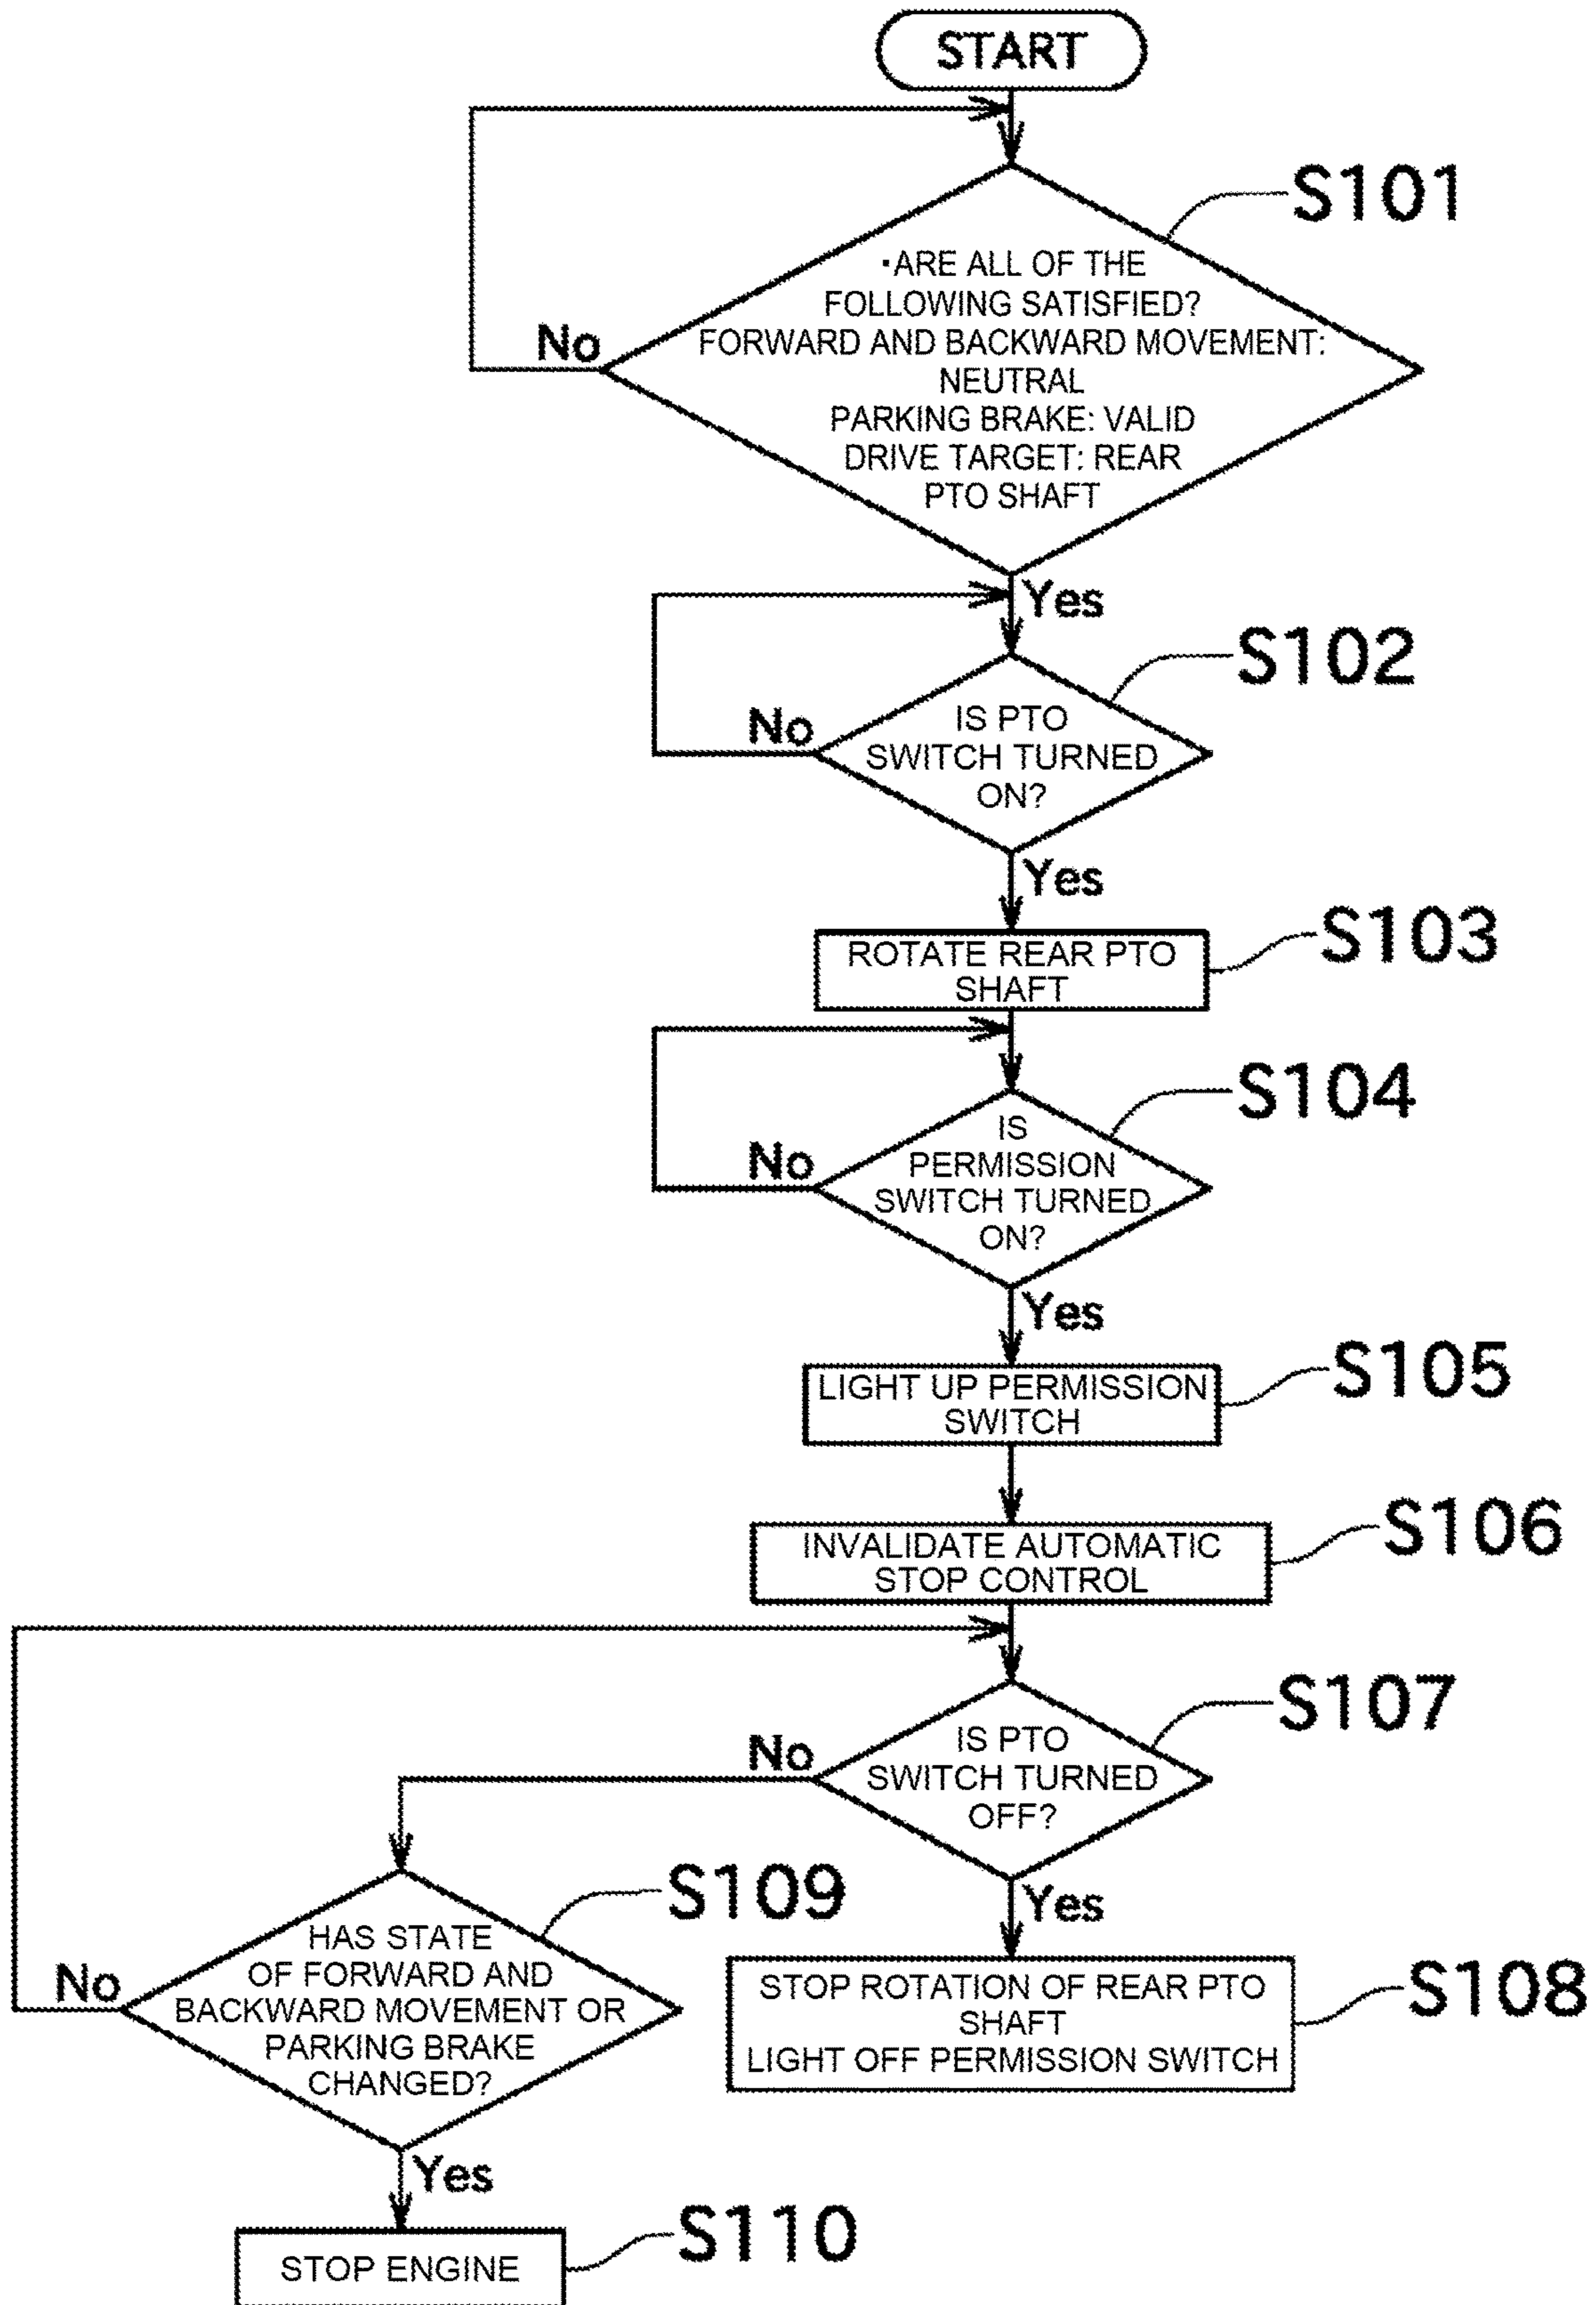 START
S101
・ARE ALL OF THE
FOLLOWING SATISFIED?
No
FORWARD AND BACKWARD MOVEMENT:
NEUTRAL
PARKING BRAKE: VALID
DRIVE TARGET: REAR
PTO SHAFT
Yes
S102
No
IS PTO
SWITCH TURNED
ON?
Yes
S103
ROTATE REAR PTO
SHAFT
S104
No
IS
PERMISSION
SWITCH TURNED
ON?
Yes
S105
LIGHT UP PERMISSION
SWITCH
S106
INVALIDATE AUTOMATIC
STOP CONTROL
S107
No
IS PTO
SWITCH TURNED
OFF?
Yes
S108
STOP ROTATION OF REAR PTO
SHAFT
LIGHT OFF PERMISSION SWITCH
S109
No
HAS STATE
OF FORWARD AND
BACKWARD MOVEMENT OR
PARKING BRAKE
CHANGED?
Yes
S110
STOP ENGINE